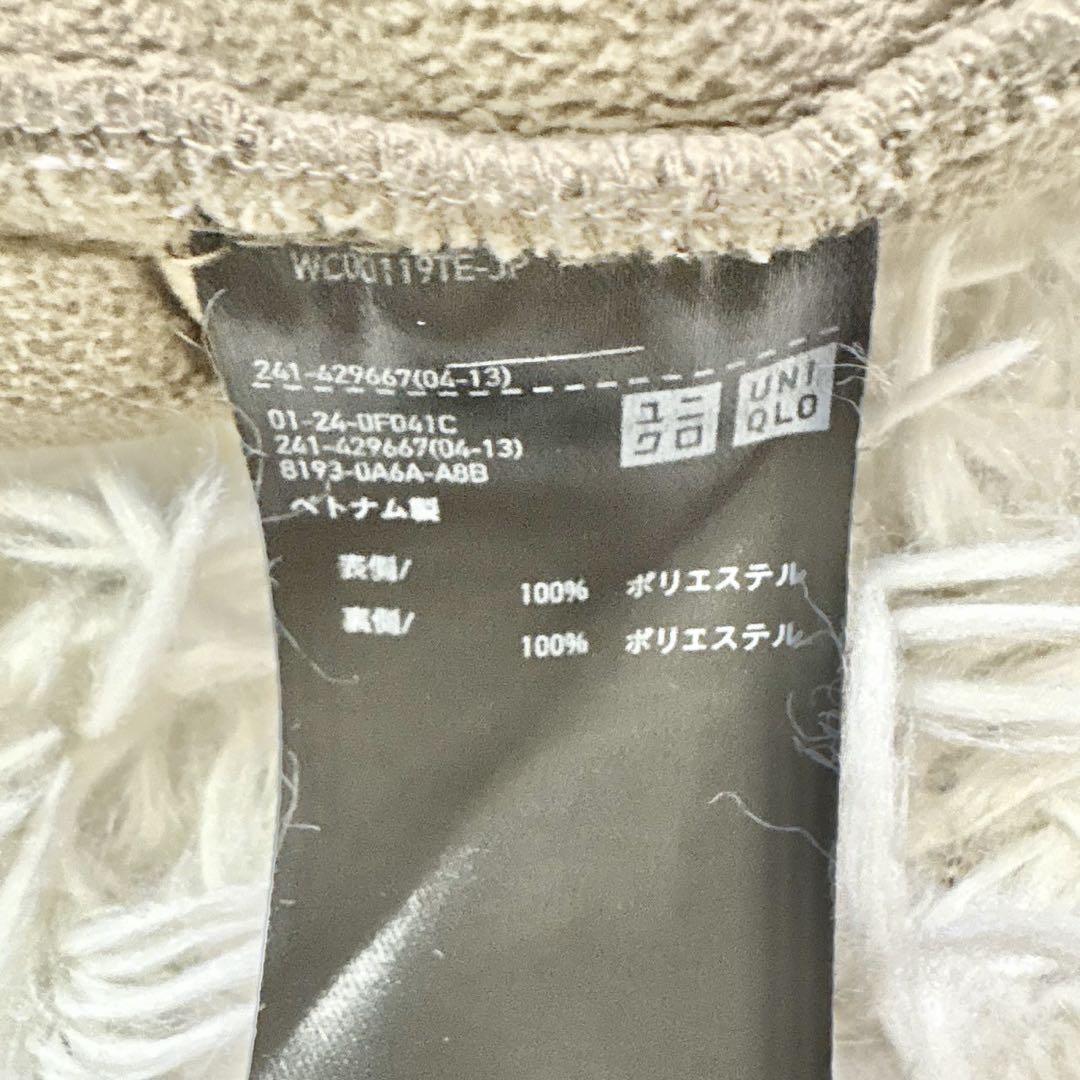 WC00119TE-JP
241-429667(04-13)
ユニ
クロ
UNI
QLO
01-24-0F041C
241-429667(04-13)
8193-0A6A-A8B
ベトナム製
表側/
100% ポリエステル
裏側/
100% ポリエステル